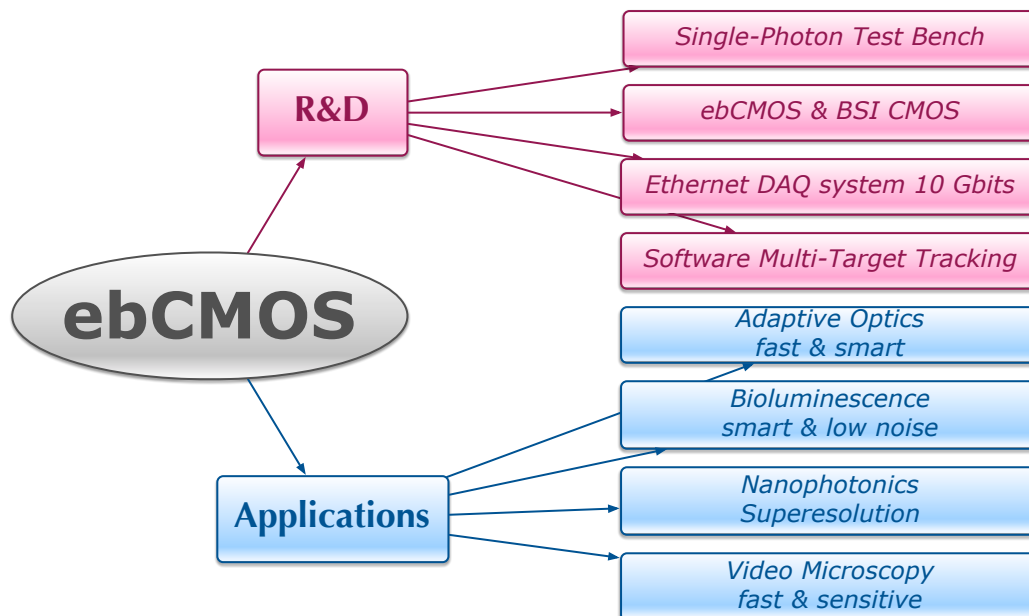 Single-Photon Test Bench
R&D
ebCMOS & BSI CMOS
Ethernet DAQ system 10 Gbits
Software Multi-Target Tracking
ebCMOS
Adaptive Optics
fast & smart
Bioluminescence
smart & low noise
Applications
Nanophotonics
Superesolution
Video Microscopy
fast & sensitive